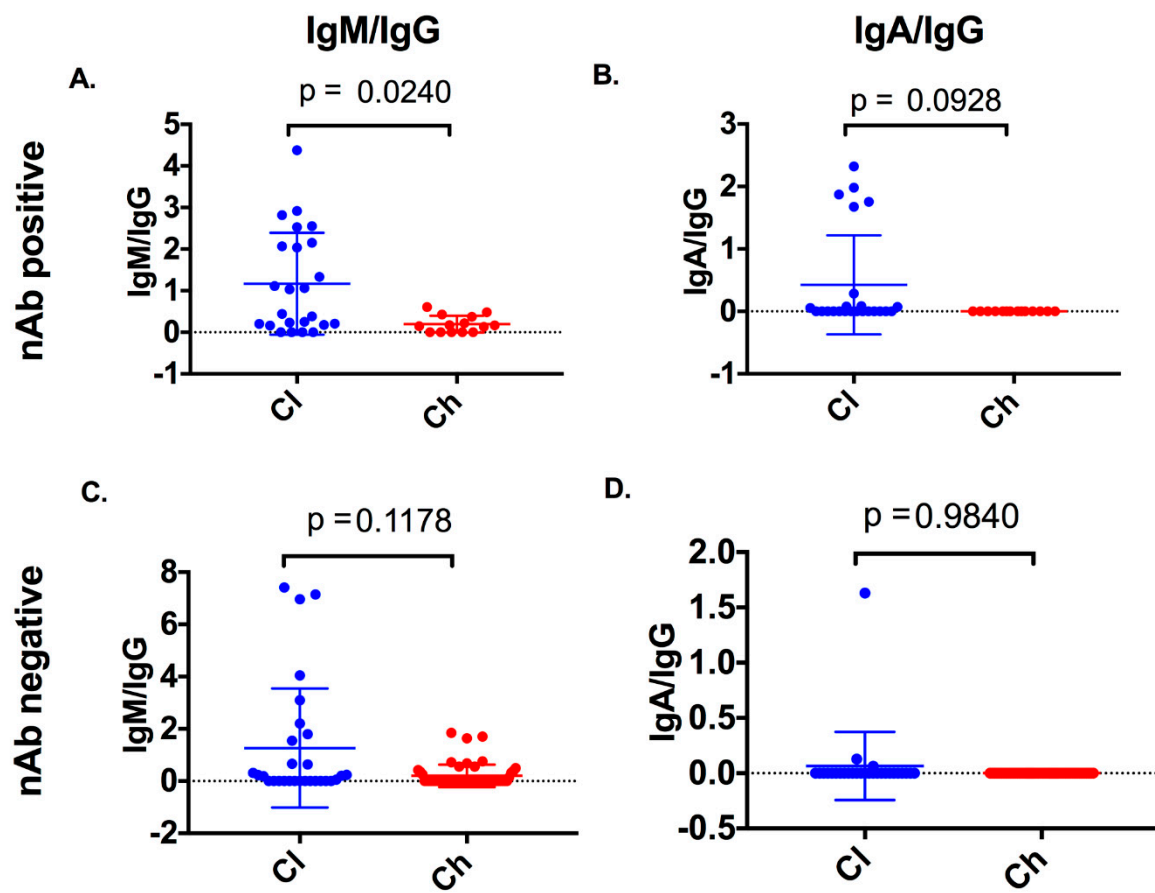 IgM/IgG
IgA/IgG
nAb positive
A.
p = 0.0240
IgM/IgG
5
4
3
2
1
0
-1
Cl
Ch
B.
p = 0.0928
IgA/IgG
3
2
1
0
-1
Cl
Ch
nAb negative
C.
p = 0.1178
IgM/IgG
8
6
4
2
0
-2
Cl
Ch
D.
p = 0.9840
IgA/IgG
2.0
1.5
1.0
0.5
0.0
-0.5
Cl
Ch